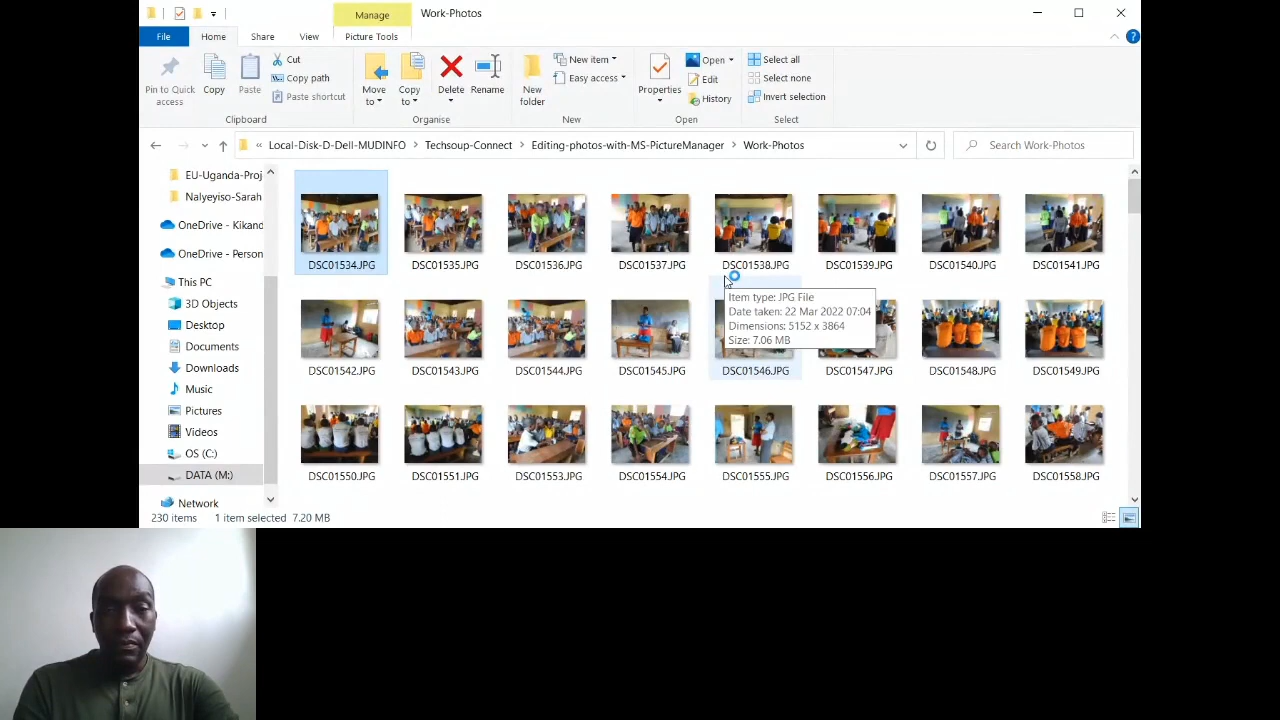 Manage
Work-Photos
File
Home
Share
View
Picture Tools
Pin to Quick access
Copy
Paste
Cut
Copy path
Paste shortcut
Clipboard
Move to
Copy to
Delete
Rename
Organise
New folder
New item
Easy access
New
Properties
Open
Edit
History
Open
Select all
Select none
Invert selection
Select
« Local-Disk-D-Dell-MUDINFO > Techsoup-Connect > Editing-photos-with-MS-PictureManager > Work-Photos
Search Work-Photos
EU-Uganda-Proj
Nalyeyiso-Sarah
OneDrive - Kikand
OneDrive - Person
This PC
3D Objects
Desktop
Documents
Downloads
Music
Pictures
Videos
OS (C:)
DATA (M:)
Network
DSC01534.JPG
DSC01535.JPG
DSC01536.JPG
DSC01537.JPG
DSC01538.JPG
DSC01539.JPG
DSC01540.JPG
DSC01541.JPG
Item type: JPG File
Date taken: 22 Mar 2022 07:04
Dimensions: 5152 x 3864
Size: 7.06 MB
DSC01542.JPG
DSC01543.JPG
DSC01544.JPG
DSC01545.JPG
DSC01546.JPG
DSC01547.JPG
DSC01548.JPG
DSC01549.JPG
DSC01550.JPG
DSC01551.JPG
DSC01553.JPG
DSC01554.JPG
DSC01555.JPG
DSC01556.JPG
DSC01557.JPG
DSC01558.JPG
230 items
1 item selected 7.20 MB